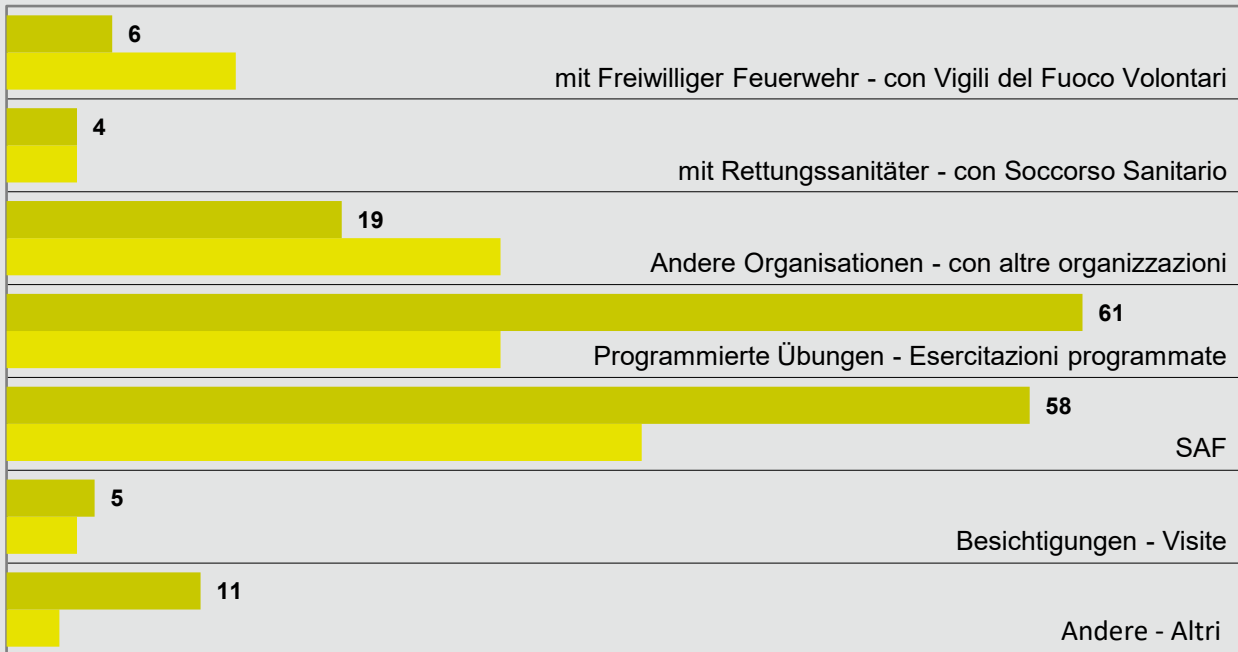 6
mit Freiwilliger Feuerwehr - con Vigili del Fuoco Volontari
4
mit Rettungssanitäter - con Soccorso Sanitario
19
Andere Organisationen - con altre organizzazioni
61
Programmierte Übungen - Esercitazioni programmate
58
SAF
5
Besichtigungen - Visite
11
Andere - Altri